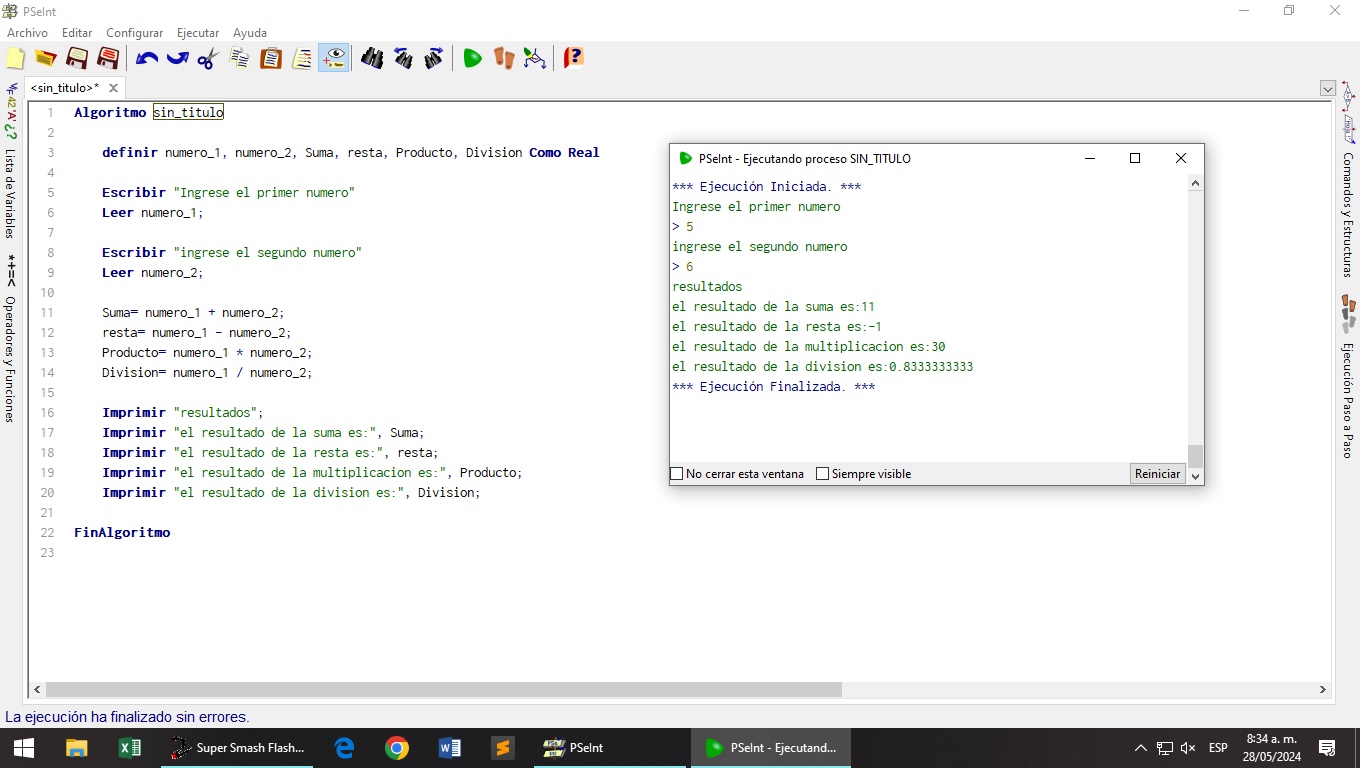 PSeInt
Archivo Editar Configurar Ejecutar Ayuda
<sin_titulo>* X
1 Algoritmo sin_titulo
2
3 definir numero_1, numero_2, Suma, resta, Producto, Division Como Real
4
5 Escribir "Ingrese el primer numero"
6 Leer numero_1;
7
8 Escribir "ingrese el segundo numero"
9 Leer numero_2;
10
11 Suma= numero_1 + numero_2;
12 resta= numero_1 - numero_2;
13 Producto= numero_1 * numero_2;
14 Division= numero_1 / numero_2;
15
16 Imprimir "resultados";
17 Imprimir "el resultado de la suma es:", Suma;
18 Imprimir "el resultado de la resta es:", resta;
19 Imprimir "el resultado de la multiplicacion es:", Producto;
20 Imprimir "el resultado de la division es:", Division;
21
22 FinAlgoritmo
23
PSeInt - Ejecutando proceso SIN_TITULO
*** Ejecución Iniciada. ***
Ingrese el primer numero
> 5
ingrese el segundo numero
> 6
resultados
el resultado de la suma es:11
el resultado de la resta es:-1
el resultado de la multiplicacion es:30
el resultado de la division es:0.8333333333
*** Ejecución Finalizada. ***
No cerrar esta ventana Siempre visible Reiniciar
42 'A' ¿? Lista de Variables
*+=< Operadores y Funciones
Comandos y Estructuras
Ejecución Paso a Paso
La ejecución ha finalizado sin errores.
Super Smash Flash...
PSeInt
PSeInt - Ejecutand...
ESP
8:34 a. m.
28/05/2024